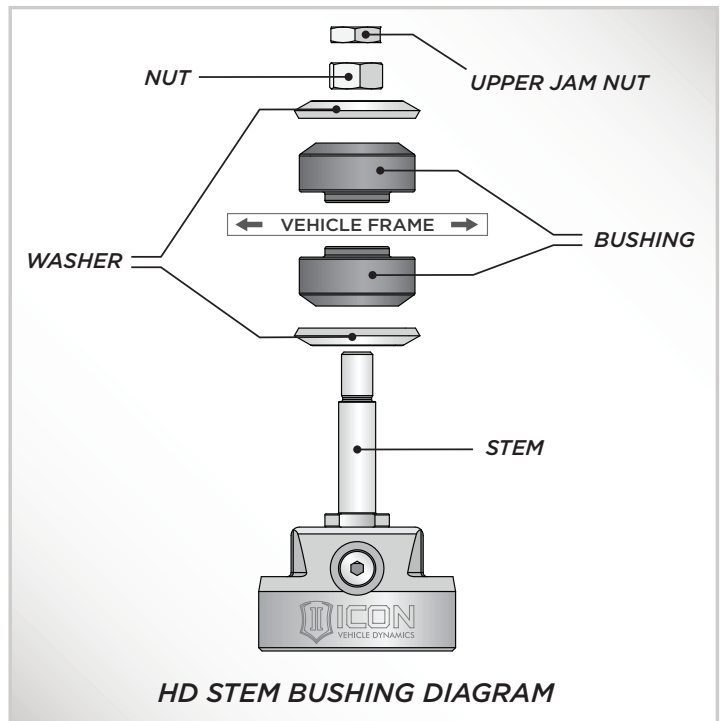 NUT
UPPER JAM NUT
VEHICLE FRAME
WASHER
BUSHING
STEM
ICON
VEHICLE DYNAMICS
HD STEM BUSHING DIAGRAM